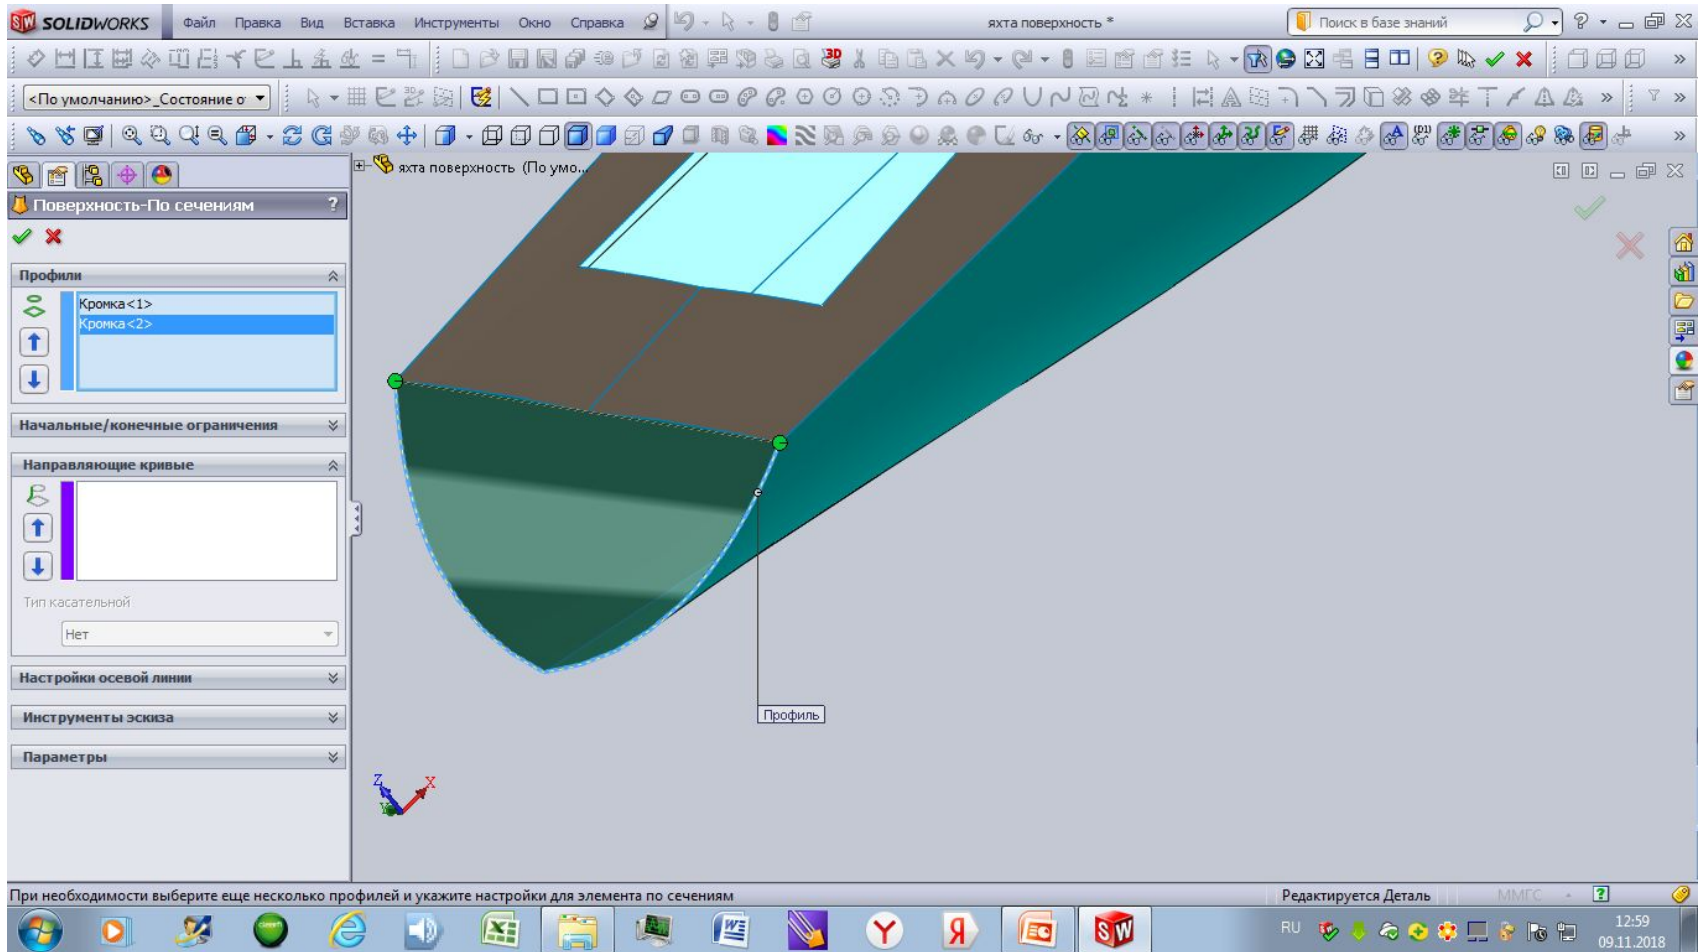 SOLIDWORKS Файл Правка Вид Вставка Инструменты Окно Справка яхта поверхность * Поиск в базе знаний
3D
<По умолчанию>_Состояние о
яхта поверхность (По умо...
Поверхность-По сечениям ?
Профили
Кромка<1>
Кромка<2>
Начальные/конечные ограничения
Направляющие кривые
Тип касательной
Нет
Настройки осевой линии
Инструменты эскиза
Параметры
Профиль
Z X
При необходимости выберите еще несколько профилей и укажите настройки для элемента по сечениям Редактируется Деталь ММГС
RU 12:59
09.11.2018